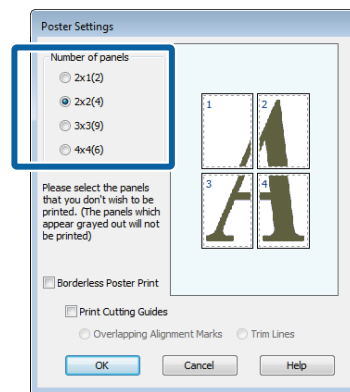 Poster Settings
Number of panels
2x1(2)
2x2(4)
3x3(9)
4x4(6)
1
2
3
4
Please select the panels
that you don't wish to be
printed. (The panels which
appear grayed out will not
be printed)
Borderless Poster Print
Print Cutting Guides
Overlapping Alignment Marks
Trim Lines
OK
Cancel
Help